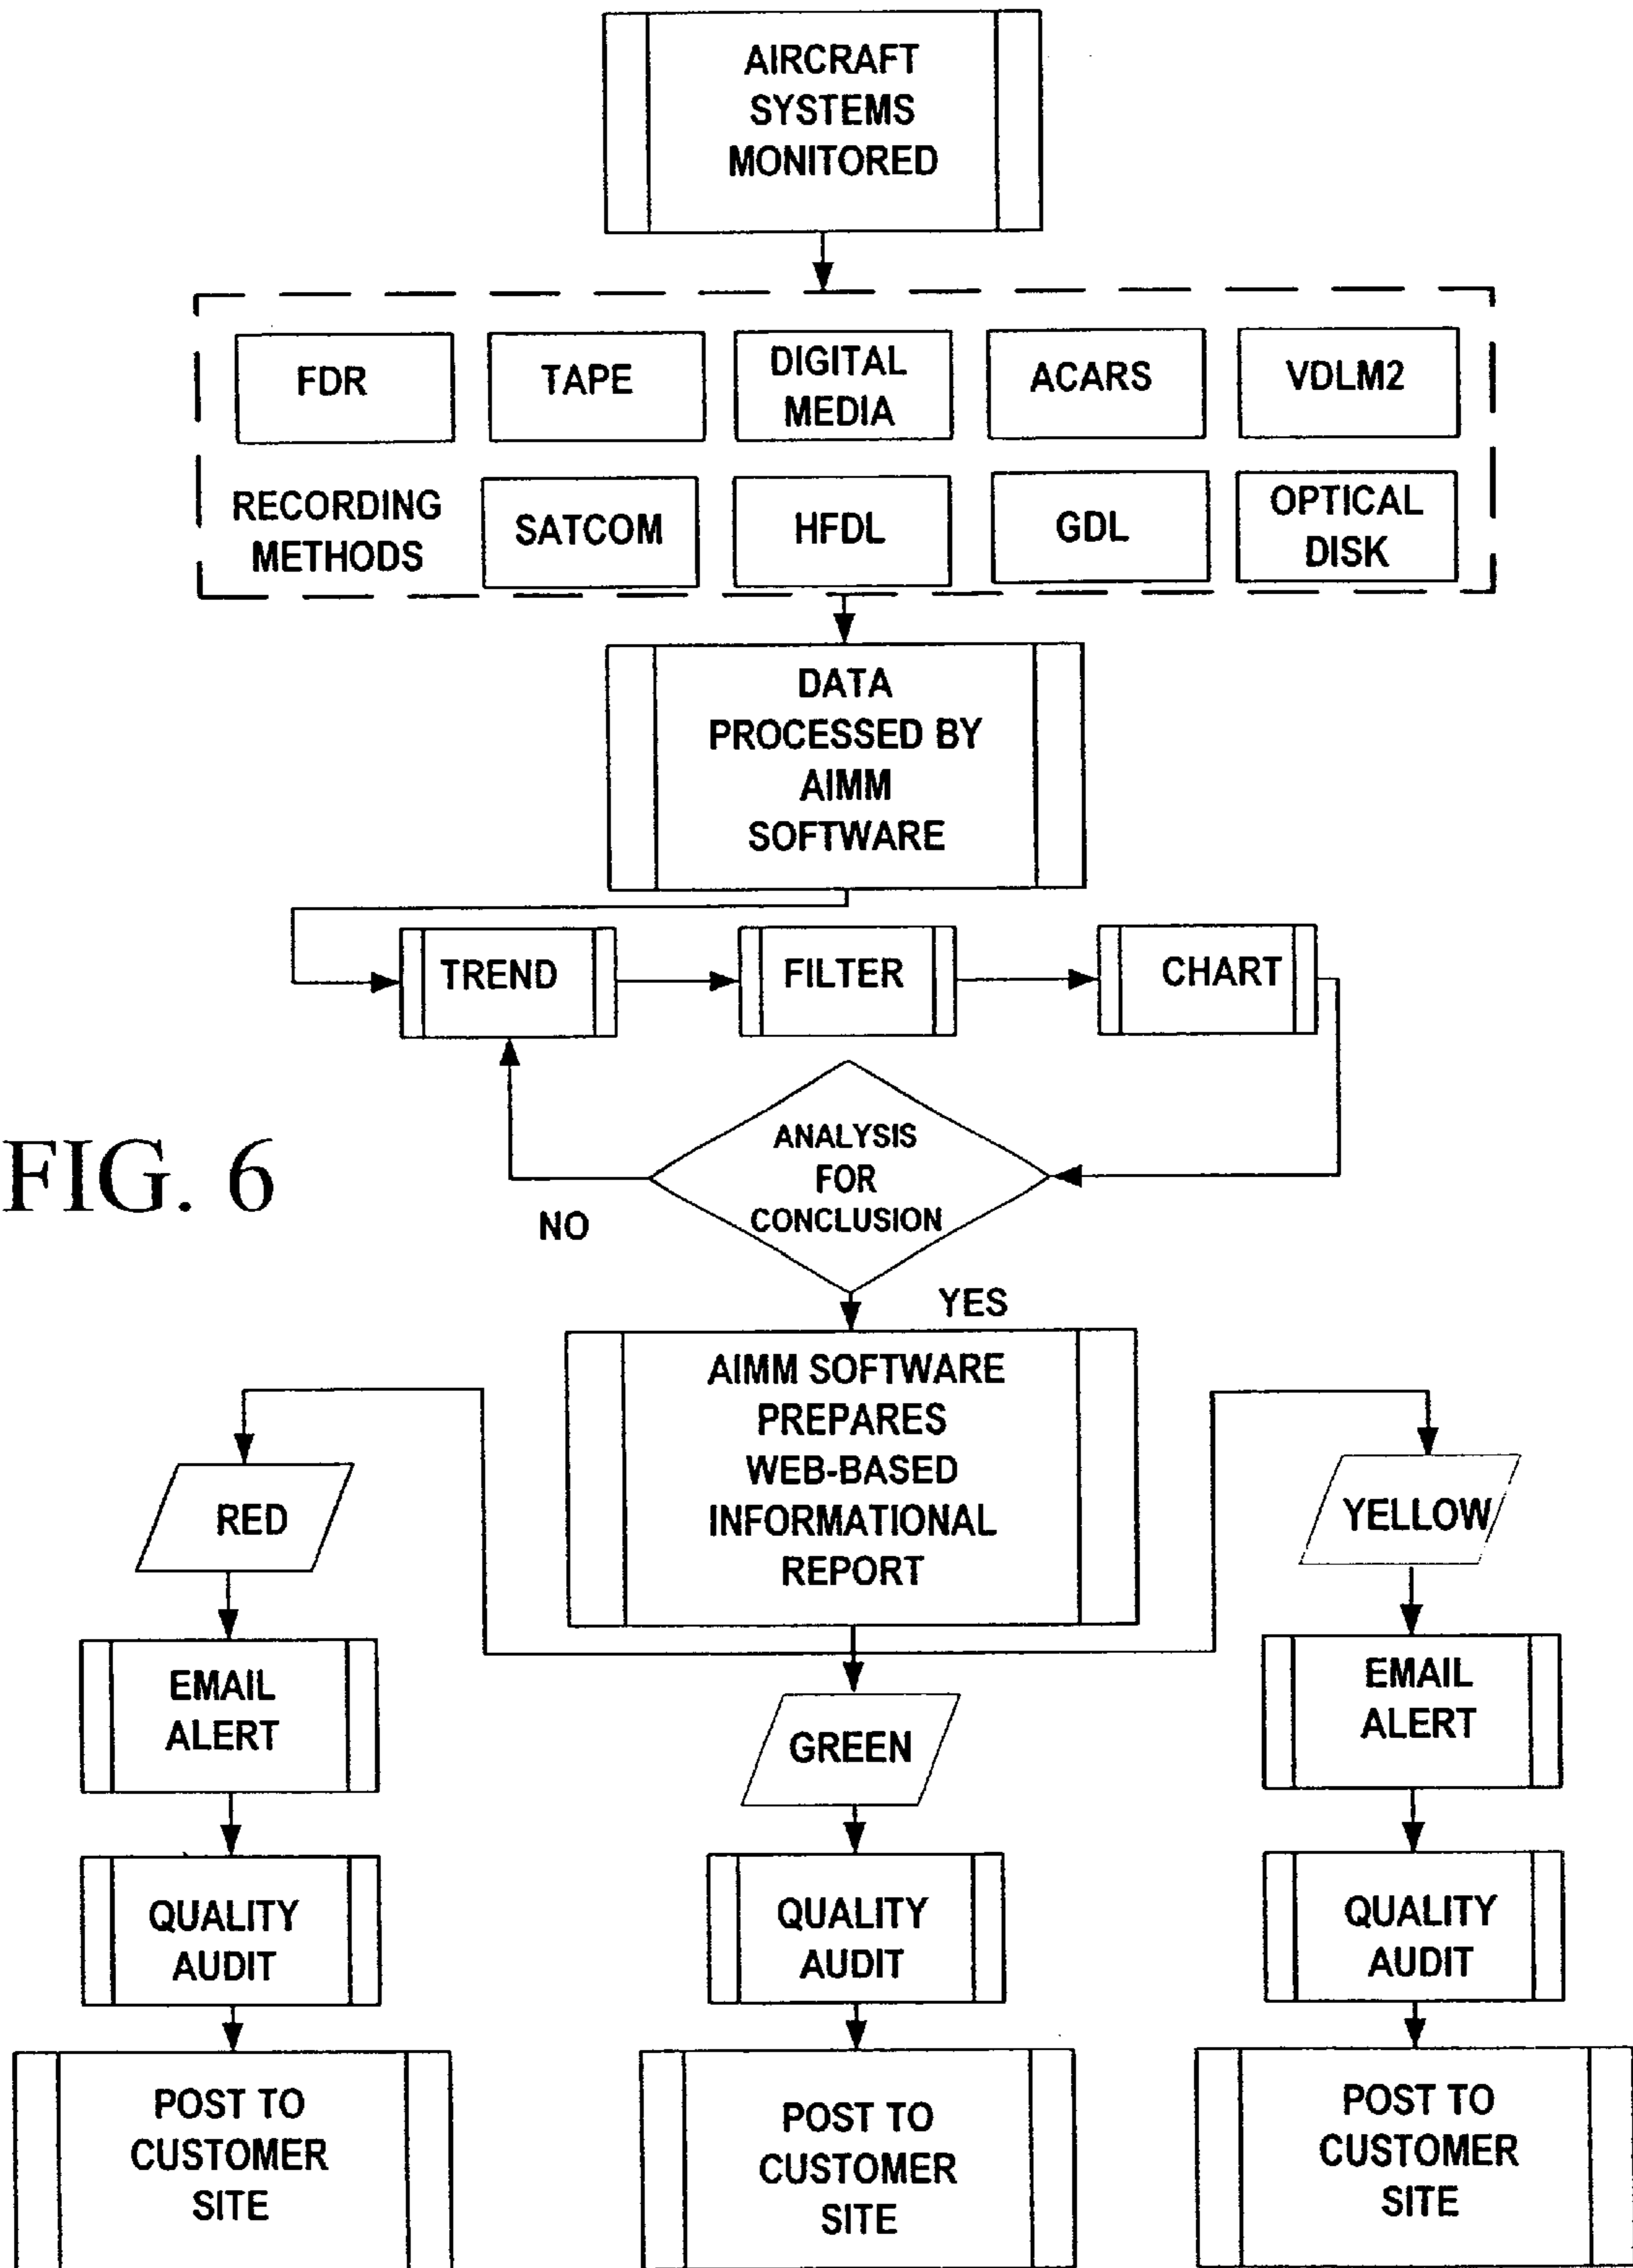 AIRCRAFT
SYSTEMS
MONITORED
FDR
TAPE
DIGITAL
MEDIA
ACARS
VDLM2
RECORDING
METHODS
SATCOM
HFDL
GDL
OPTICAL
DISK
DATA
PROCESSED BY
AIMM
SOFTWARE
TREND
FILTER
CHART
ANALYSIS
FOR
CONCLUSION
FIG. 6
NO
YES
AIMM SOFTWARE
PREPARES
WEB-BASED
INFORMATIONAL
REPORT
RED
YELLOW
EMAIL
ALERT
GREEN
EMAIL
ALERT
QUALITY
AUDIT
QUALITY
AUDIT
QUALITY
AUDIT
POST TO
CUSTOMER
SITE
POST TO
CUSTOMER
SITE
POST TO
CUSTOMER
SITE